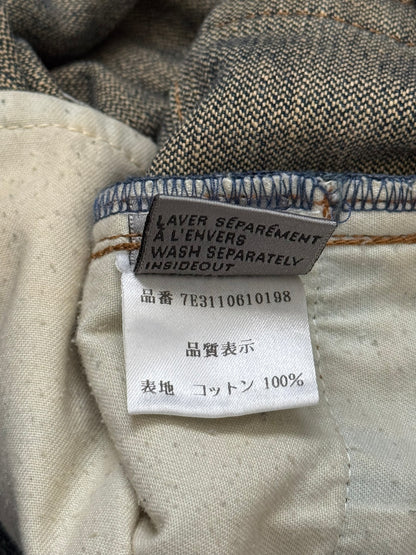 LAVER SÉPARÉMENT
À L'ENVERS
WASH SEPARATELY
INSIDEOUT
品番 7E3110610198
品質表示
表地 コットン 100%